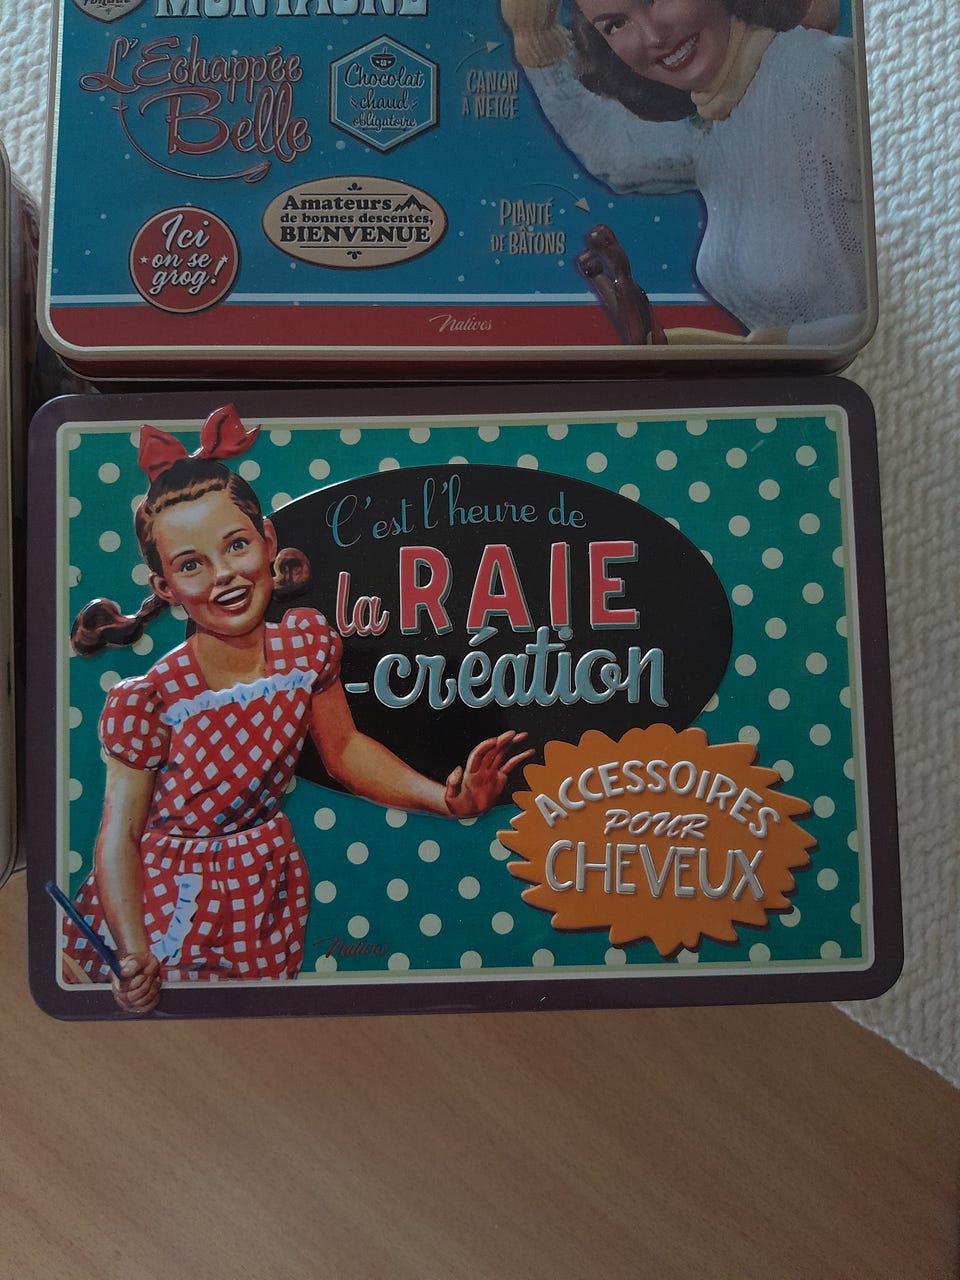 MONTAGNE
L'Echappée
Belle
Chocolat
chaud
obligatoire
CANON
A NEIGE
Amateurs
de bonnes descentes,
BIENVENUE
PLANTÉ
DE BÂTONS
Ici
on se
grog!
Natives
C'est l'heure de
la RAIE
-création
ACCESSOIRES
POUR
CHEVEUX
Natives